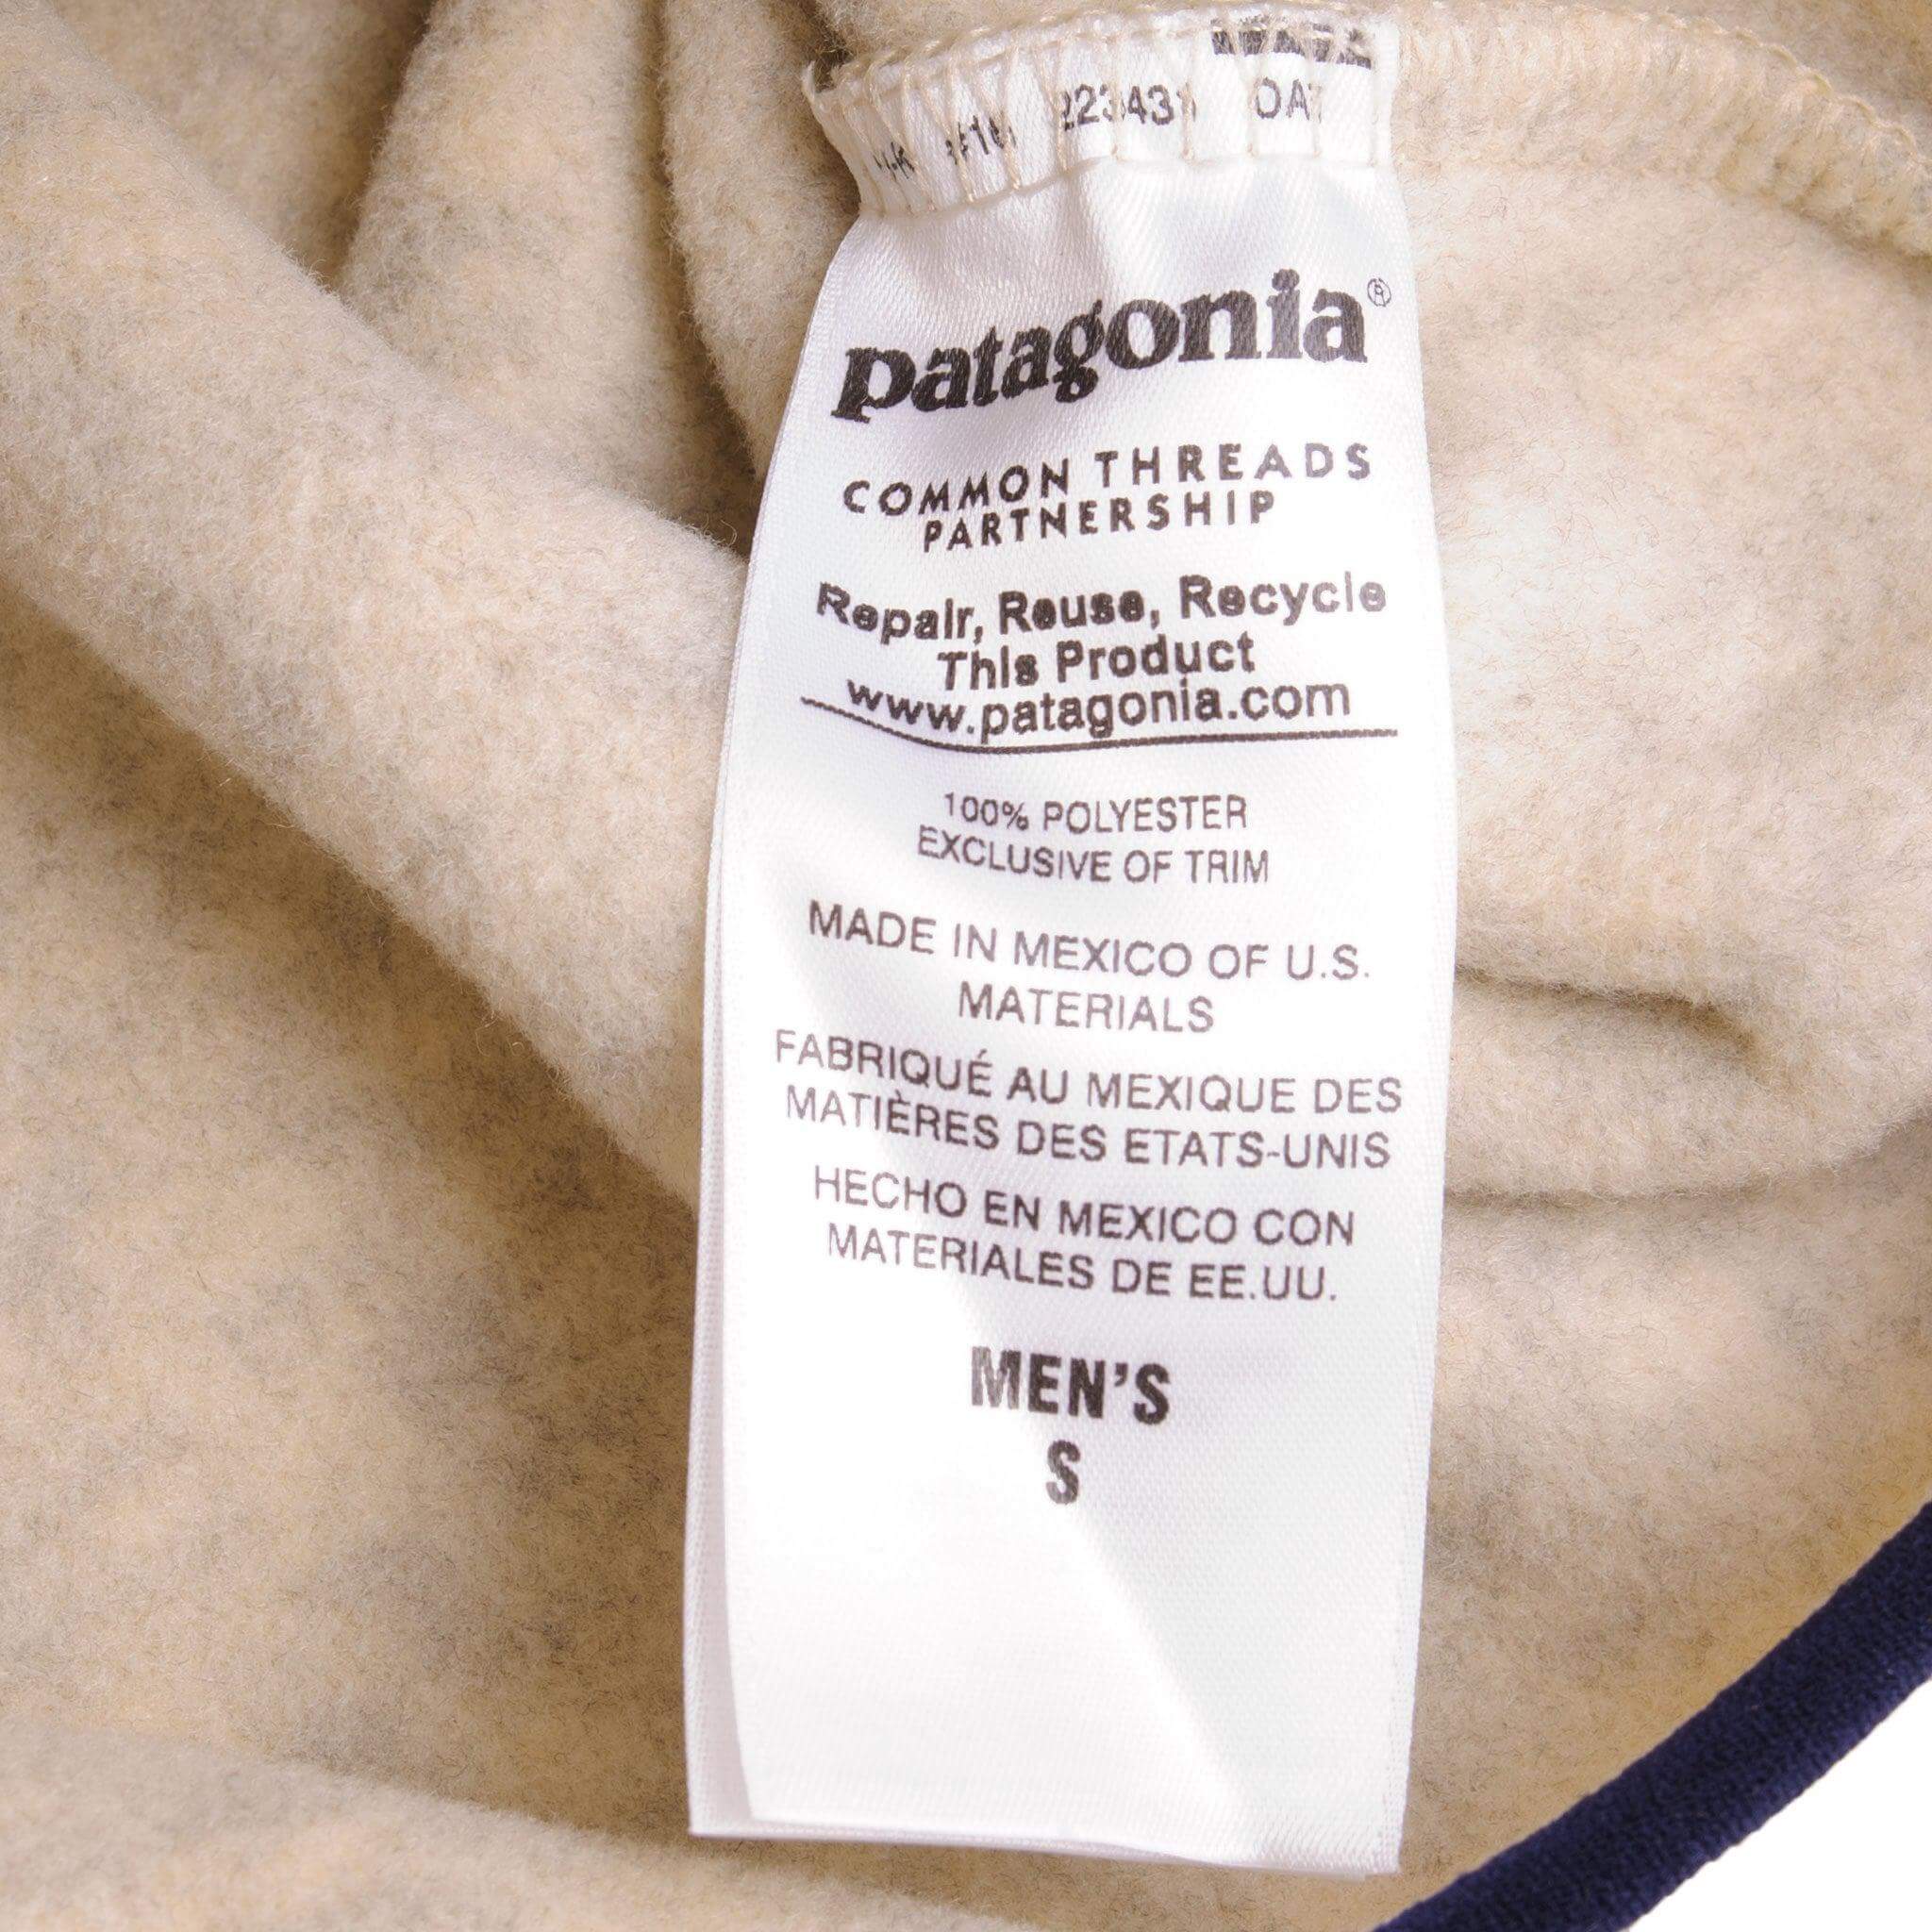 patagonia®
COMMON THREADS
PARTNERSHIP
Repair, Reuse, Recycle
This Product
www.patagonia.com
100% POLYESTER
EXCLUSIVE OF TRIM
MADE IN MEXICO OF U.S.
MATERIALS
FABRIQUÉ AU MEXIQUE DES
MATIÈRES DES ETATS-UNIS
HECHO EN MEXICO CON
MATERIALES DE EE.UU.
MEN'S
S